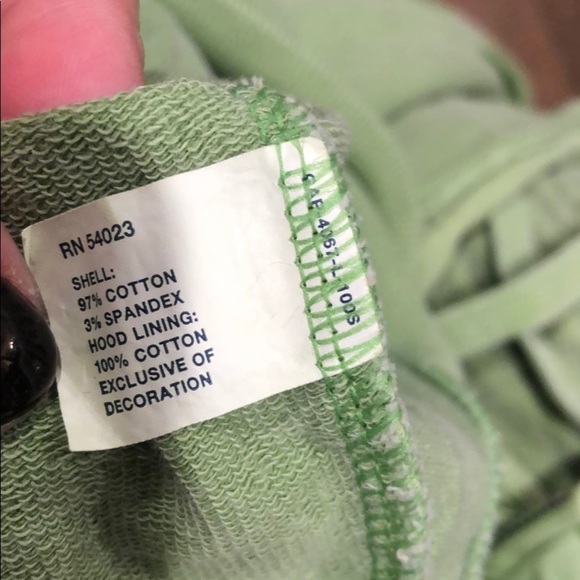 RN 54023
SHELL:
97% COTTON
3% SPANDEX
HOOD LINING:
100% COTTON
EXCLUSIVE OF
DECORATION